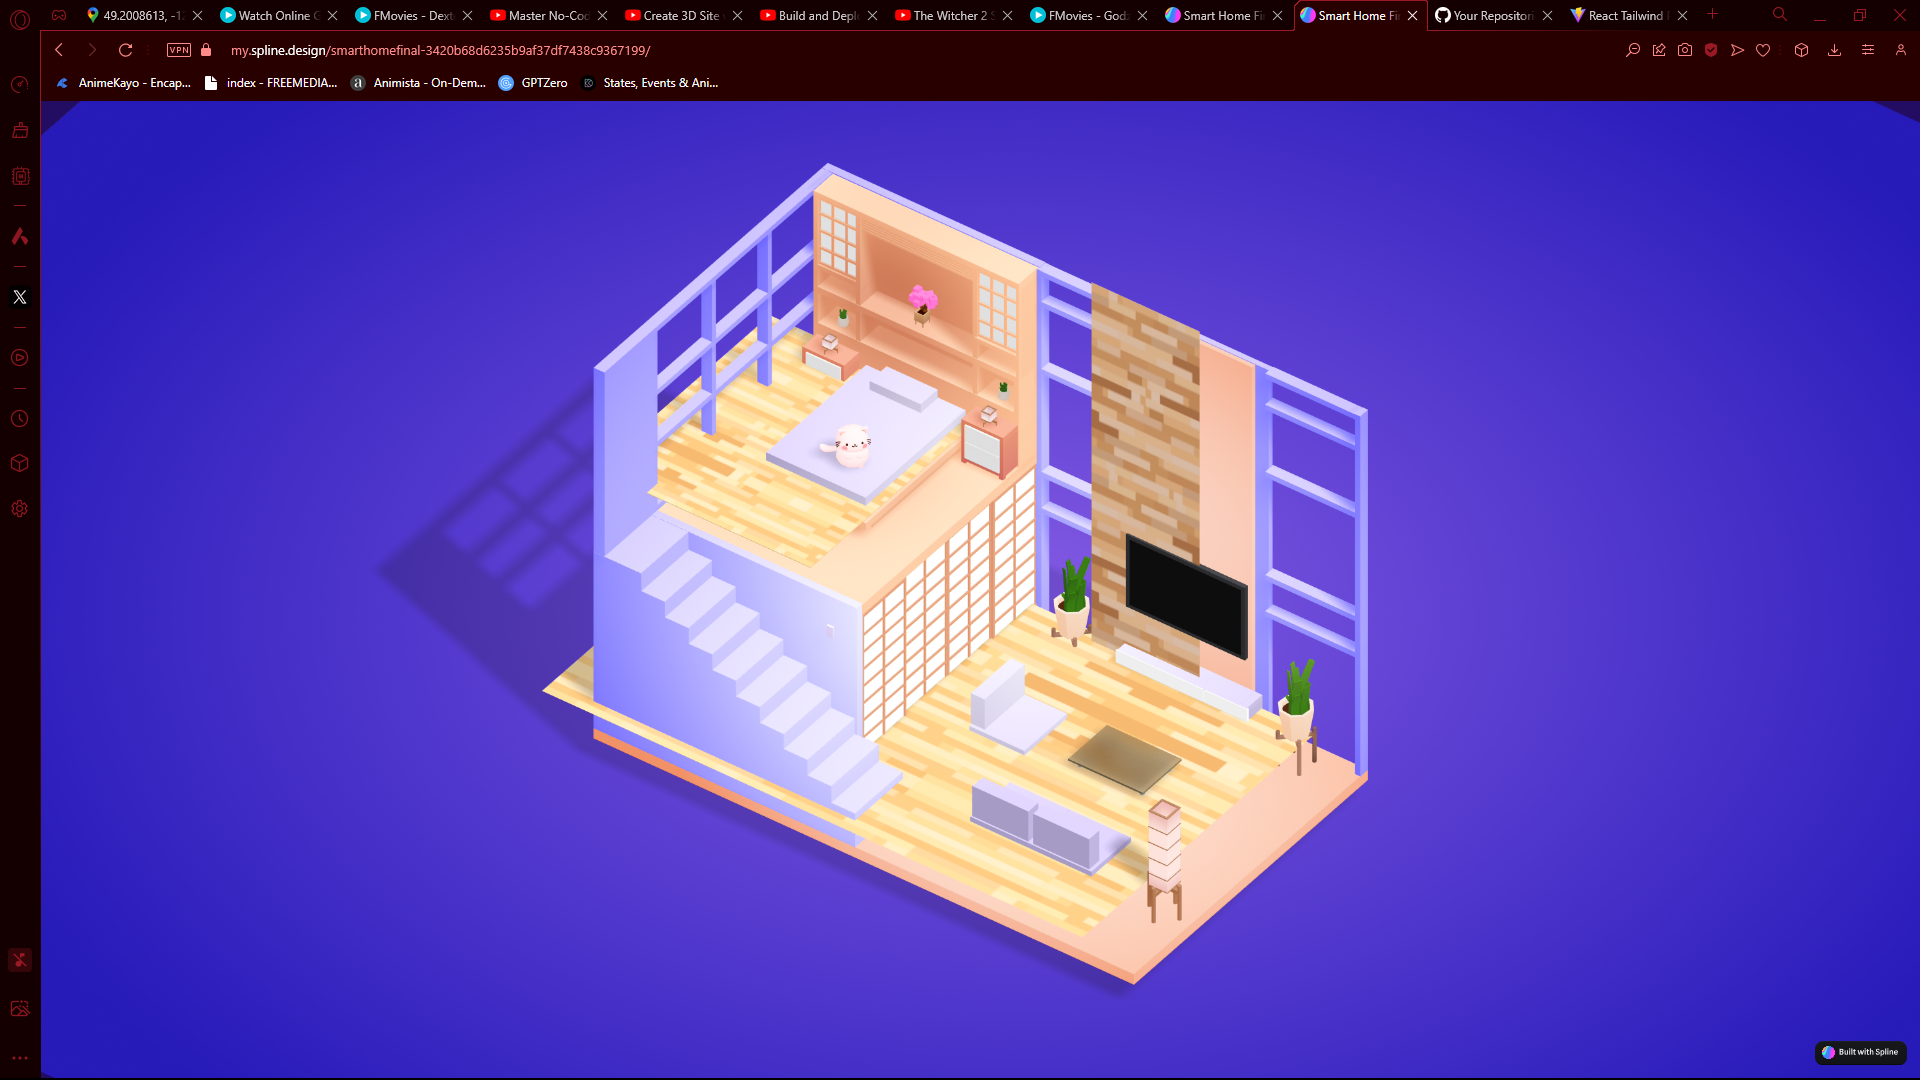 49.2008613, -1
Watch Online G
FMovies - Dext
Master No-Cod
Create 3D Site
Build and Depl
The Witcher 2 S
FMovies - Godz
Smart Home Fi
Smart Home Fi
Your Repositori
React Tailwind
VPN
my.spline.design/smarthomefinal-3420b68d6235b9af37df7438c9367199/
AnimeKayo - Encap...
index - FREEMEDIA...
a
Animista - On-Dem...
GPTZero
States, Events & Ani...
Built with Spline